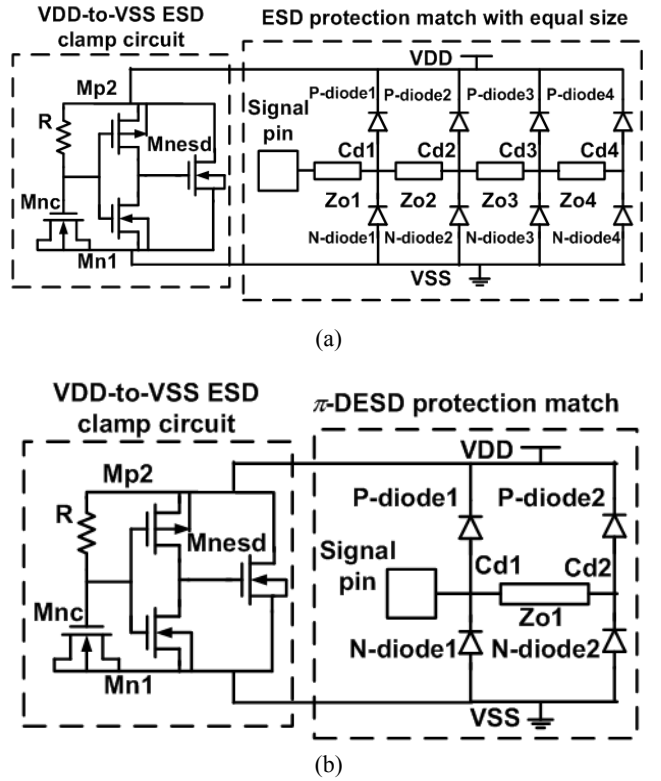 VDD-to-VSS ESD
clamp circuit
ESD protection match with equal size
VDD
Mp2
P-diode1 P-diode2 P-diode3 P-diode4
R
Signal
pin
Mnesd
Cd1 Cd2 Cd3 Cd4
Mnc
Zo1 Zo2 Zo3 Zo4
N-diode1 N-diode2 N-diode3 N-diode4
Mn1
VSS
(a)
VDD-to-VSS ESD
clamp circuit
π-DESD protection match
VDD
Mp2
P-diode1 P-diode2
R
Mnesd
Signal
pin
Cd1 Cd2
Zo1
Mnc
N-diode1 N-diode2
Mn1
VSS
(b)